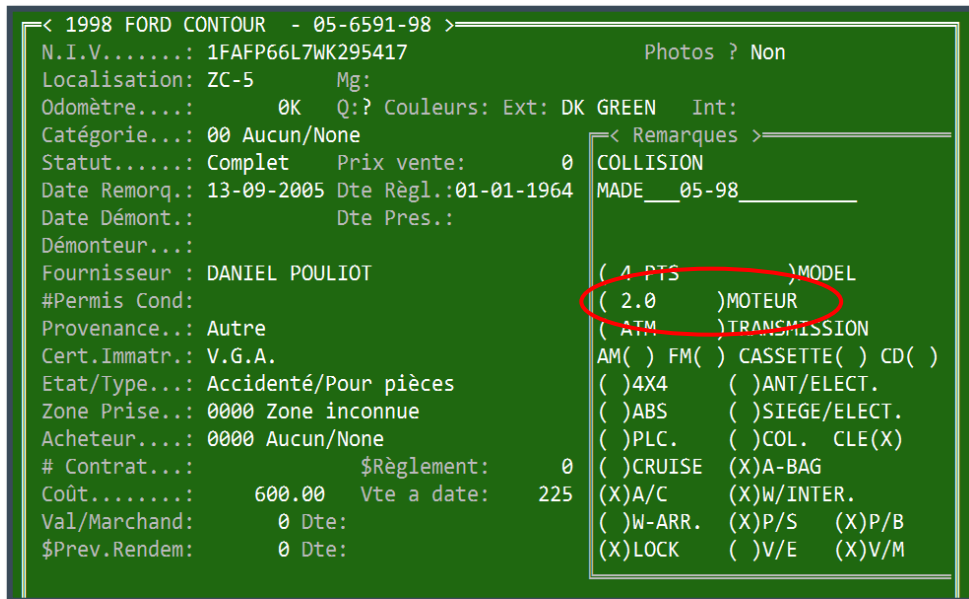 < 1998 FORD CONTOUR - 05-6591-98 >
N.I.V.......: 1FAFP66L7WK295417 Photos ? Non
Localisation: ZC-5 Mg:
Odomètre....: 0K Q:? Couleurs: Ext: DK GREEN Int:
Catégorie...: 00 Aucun/None
Statut......: Complet Prix vente: 0
Date Remorq.: 13-09-2005 Dte Règl.:01-01-1964
Date Démont.: Dte Pres.:
Démonteur...:
Fournisseur : DANIEL POULIOT
#Permis Cond:
Provenance..: Autre
Cert.Immatr.: V.G.A.
Etat/Type...: Accidenté/Pour pièces
Zone Prise..: 0000 Zone inconnue
Acheteur....: 0000 Aucun/None
# Contrat...: $Règlement: 0
Coût........: 600.00 Vte a date: 225
Val/Marchand: 0 Dte:
$Prev.Rendem: 0 Dte:
< Remarques >
COLLISION
MADE___05-98__________
( 4 PTS )MODEL
( 2.0 )MOTEUR
( ATM )TRANSMISSION
AM( ) FM( ) CASSETTE( ) CD( )
( )4X4 ( )ANT/ELECT.
( )ABS ( )SIEGE/ELECT.
( )PLC. ( )COL. CLE(X)
( )CRUISE (X)A-BAG
(X)A/C (X)W/INTER.
( )W-ARR. (X)P/S (X)P/B
(X)LOCK ( )V/E (X)V/M